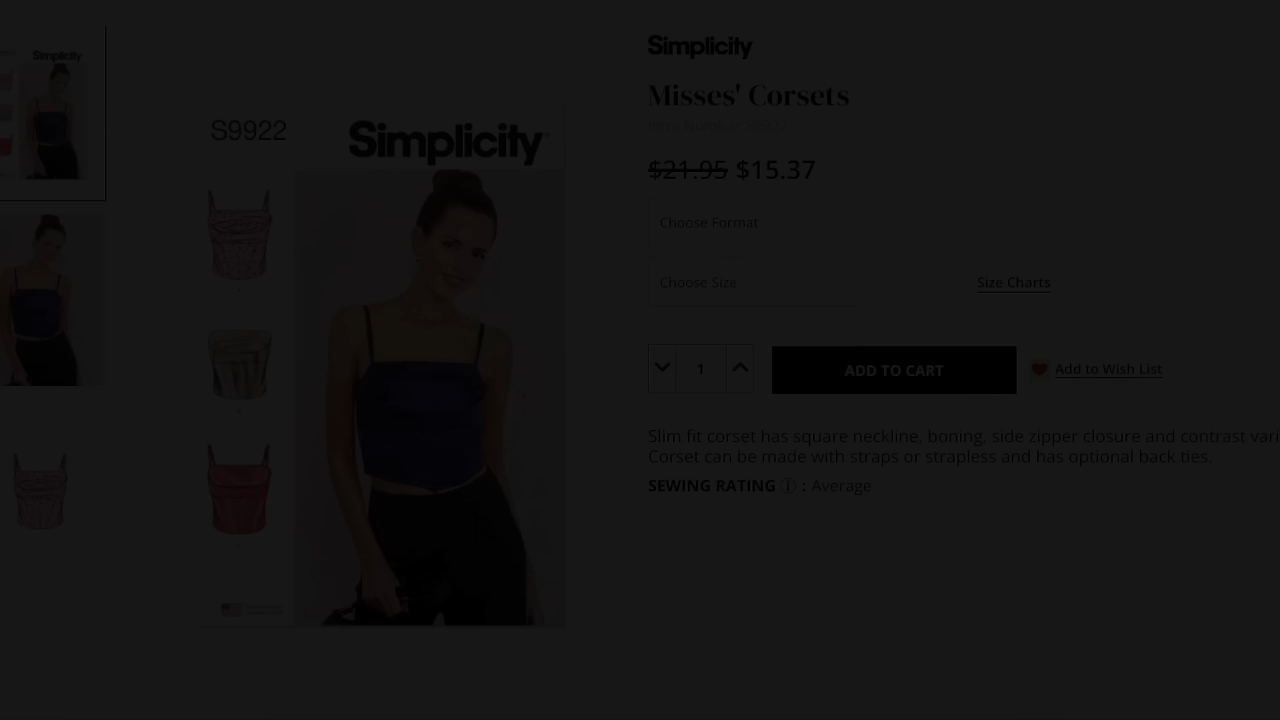 Simplicity
S9922
Simplicity
Simplicity
Misses' Corsets
$21.95 $15.37
Choose Format
Choose Size
Size Charts
1
ADD TO CART
Add to Wish List
Slim fit corset has square neckline, boning, side zipper closure and contrast
Corset can be made with straps or strapless and has optional back ties.
SEWING RATING ⓘ : Average